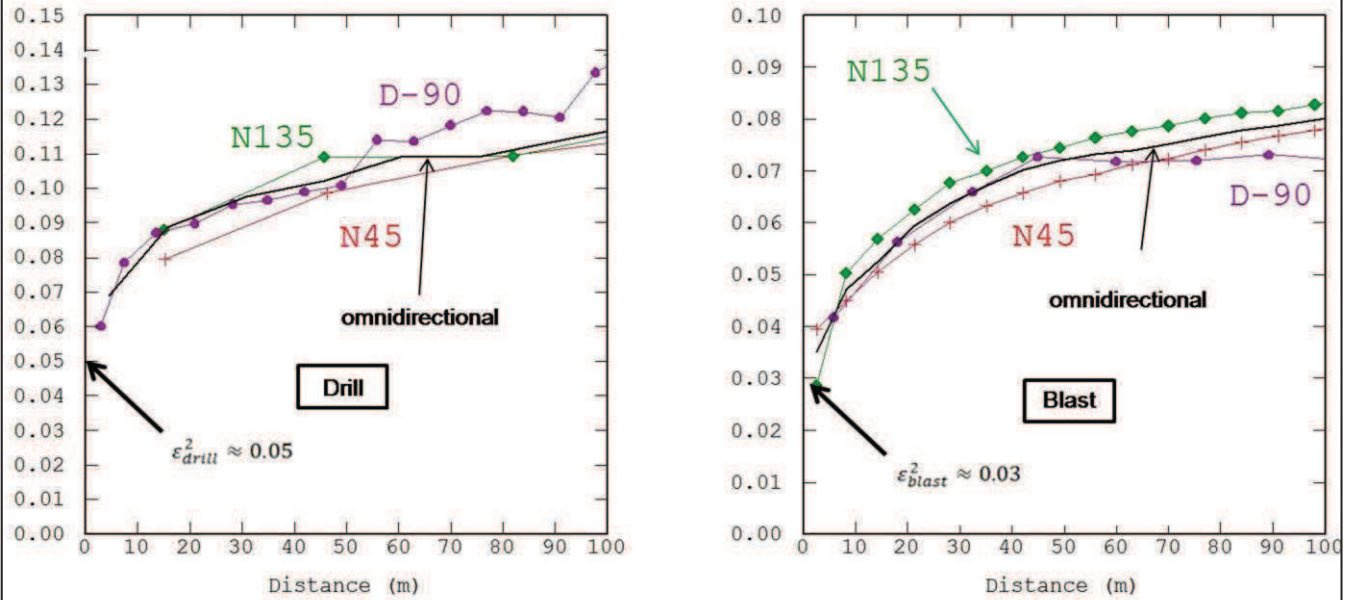 0.15
0.14
0.13
0.12
0.11
0.10
0.09
0.08
0.07
0.06
0.05
0.04
0.03
0.02
0.01
0.00
0 10 20 30 40 50 60 70 80 90 100
Distance (m)
D-90
N135
N45
omnidirectional
Drill
ε²drill ≈ 0.05
0.10
0.09
0.08
0.07
0.06
0.05
0.04
0.03
0.02
0.01
0.00
0 10 20 30 40 50 60 70 80 90 100
Distance (m)
N135
D-90
N45
omnidirectional
Blast
ε²blast ≈ 0.03